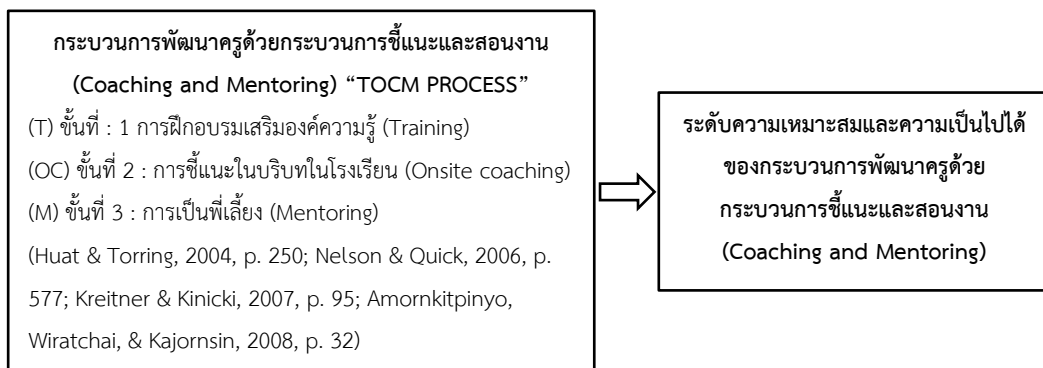 กระบวนการพัฒนาครูด้วยกระบวนการชี้แนะและสอนงาน
(Coaching and Mentoring) “TOCM PROCESS”
(T) ขั้นที่ : 1 การฝึกอบรมเสริมองค์ความรู้ (Training)
(OC) ขั้นที่ 2 : การชี้แนะในบริบทในโรงเรียน (Onsite coaching)
(M) ขั้นที่ 3 : การเป็นพี่เลี้ยง (Mentoring)
(Huat & Torring, 2004, p. 250; Nelson & Quick, 2006, p.
577; Kreitner & Kinicki, 2007, p. 95; Amornkitpinyo,
Wiratchai, & Kajornsin, 2008, p. 32)
ระดับความเหมาะสมและความเป็นไปได้
ของกระบวนการพัฒนาครูด้วย
กระบวนการชี้แนะและสอนงาน
(Coaching and Mentoring)